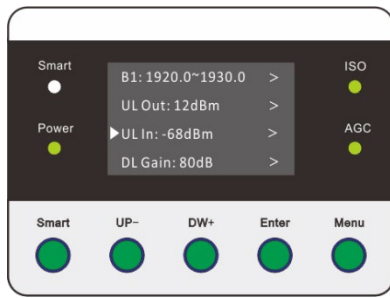 Smart
ISO
B1: 1920.0~1930.0 >
UL Out: 12dBm >
Power
UL In: -68dBm >
AGC
DL Gain: 80dB >
Smart UP− DW+ Enter Menu